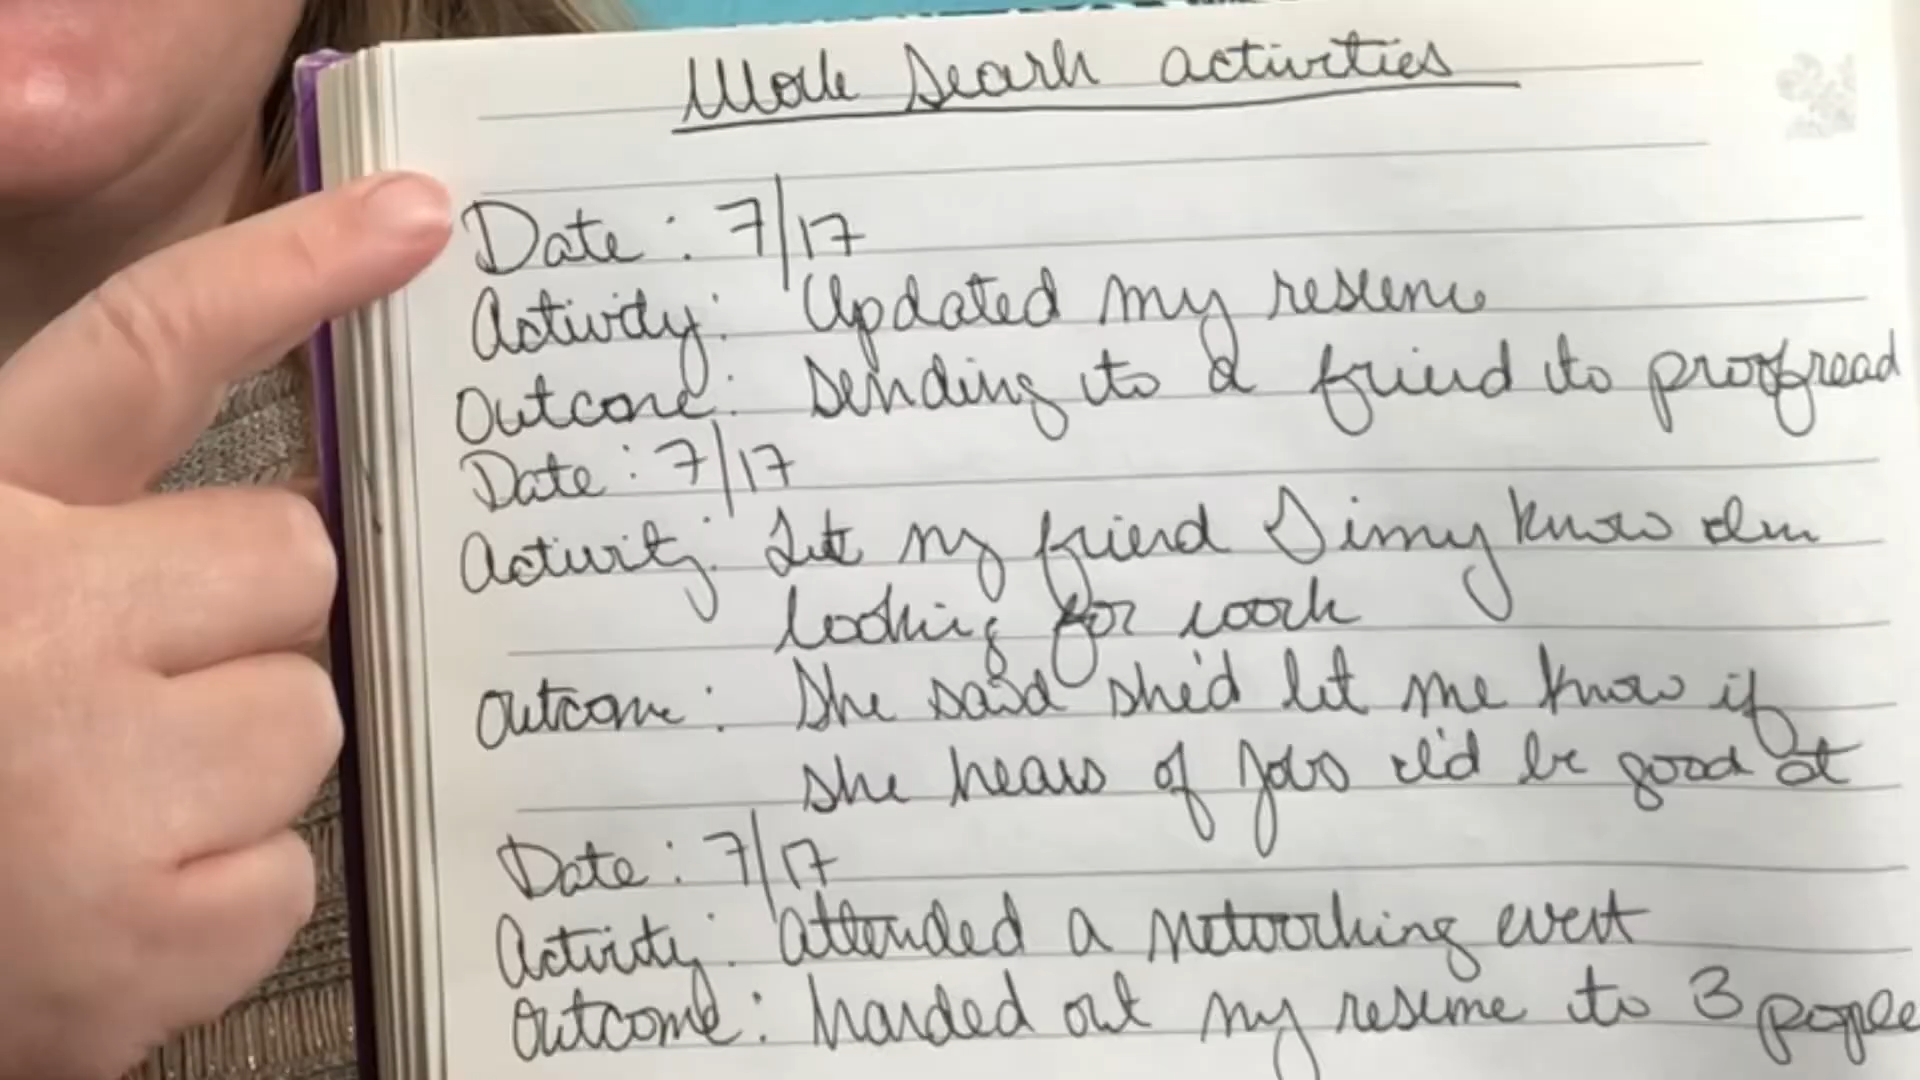 Work Search activities
Date: 7/17
Activity: Updated my resume
Outcome: Sending to a friend to proofread
Date: 7/17
Activity: Let my friend Simy know I'm
looking for work
Outcome: She said she'd let me know if
she hears of jobs I'd be good at
Date: 7/17
Activity: attended a networking event
Outcome: handed out my resume to 3 people